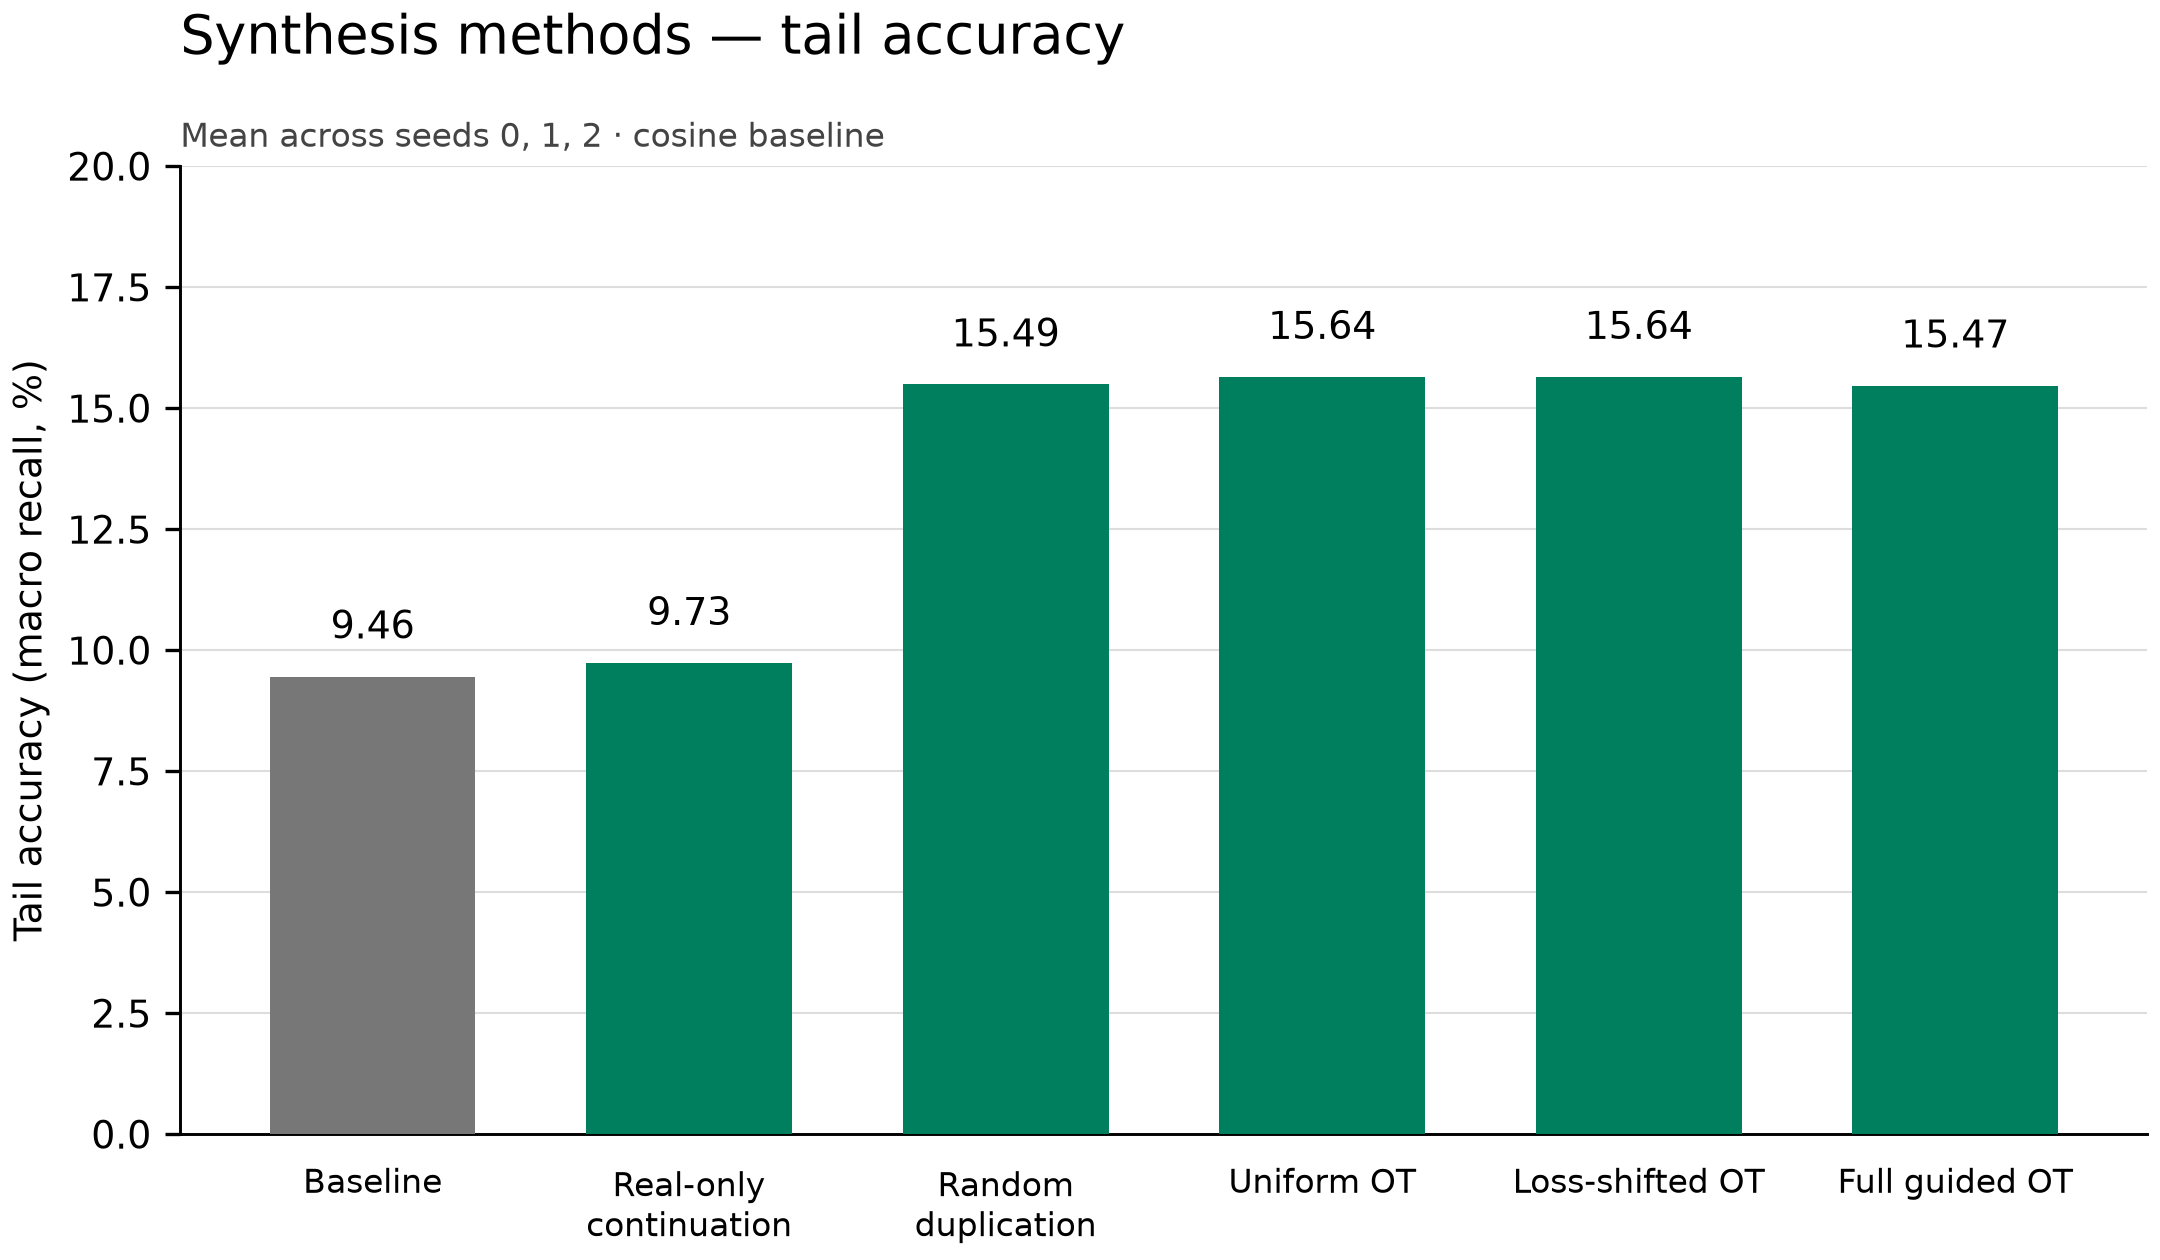 Synthesis methods — tail accuracy
Mean across seeds 0, 1, 2 · cosine baseline
Tail accuracy (macro recall, %)
20.0
17.5
15.0
12.5
10.0
7.5
5.0
2.5
0.0
9.46
9.73
15.49
15.64
15.64
15.47
Baseline
Real-only
continuation
Random
duplication
Uniform OT
Loss-shifted OT
Full guided OT